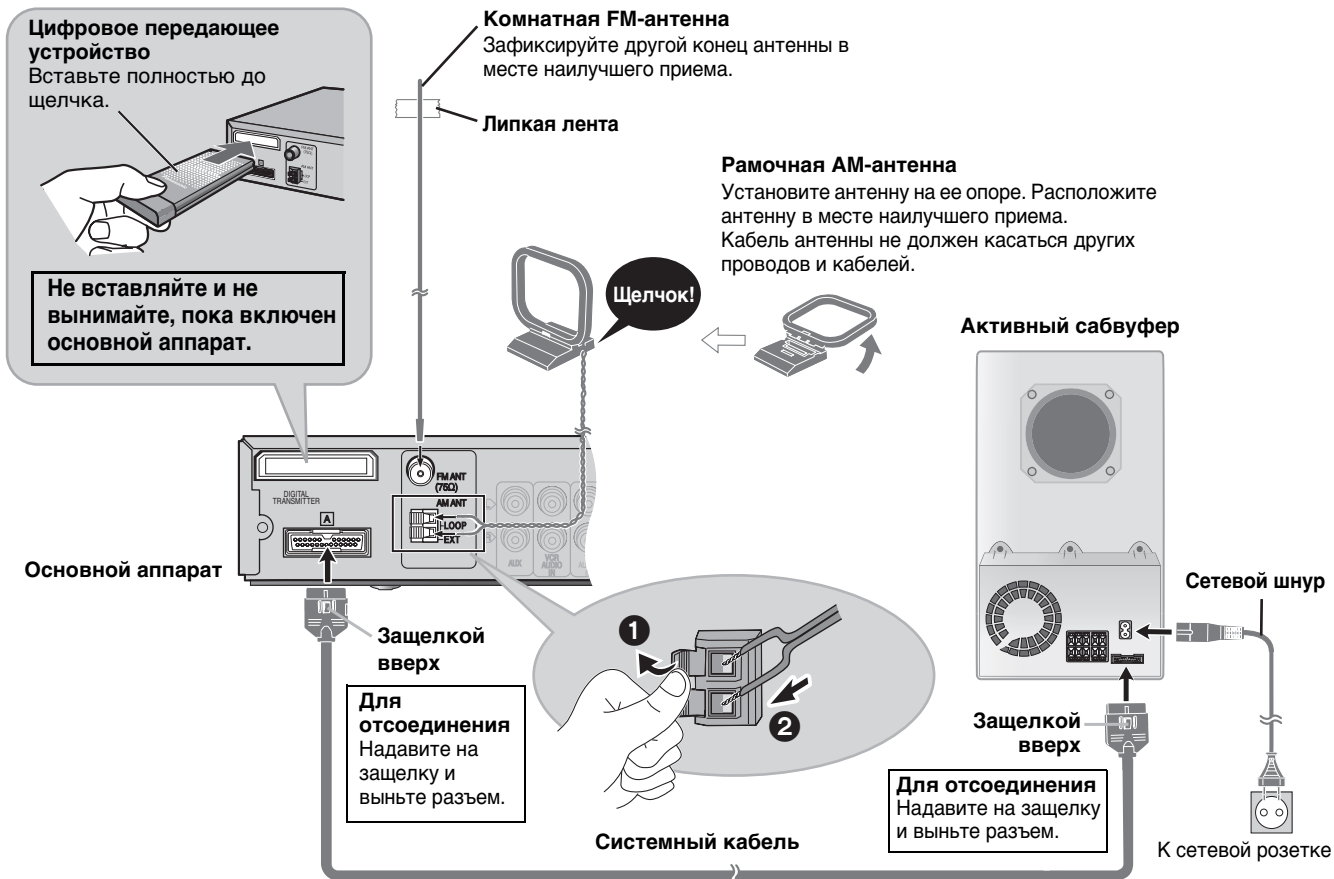 Цифровое передающее
устройство
Вставьте полностью до
щелчка.
Не вставляйте и не
вынимайте, пока включен
основной аппарат.
Комнатная FM-антенна
Зафиксируйте другой конец антенны в
месте наилучшего приема.
Липкая лента
Рамочная АМ-антенна
Установите антенну на ее опоре. Расположите
антенну в месте наилучшего приема.
Кабель антенны не должен касаться других
проводов и кабелей.
Щелчок!
Активный сабвуфер
DIGITAL
TRANSMITTER
A
FM ANT
(75Ω)
AM ANT
LOOP
EXT
AUX
VCR
AUDIO
IN
Основной аппарат
Защелкой
вверх
Для
отсоединения
Надавите на
защелку и
выньте разъем.
1
2
Сетевой шнур
Защелкой
вверх
Для отсоединения
Надавите на защелку
и выньте разъем.
Системный кабель
К сетевой розетке